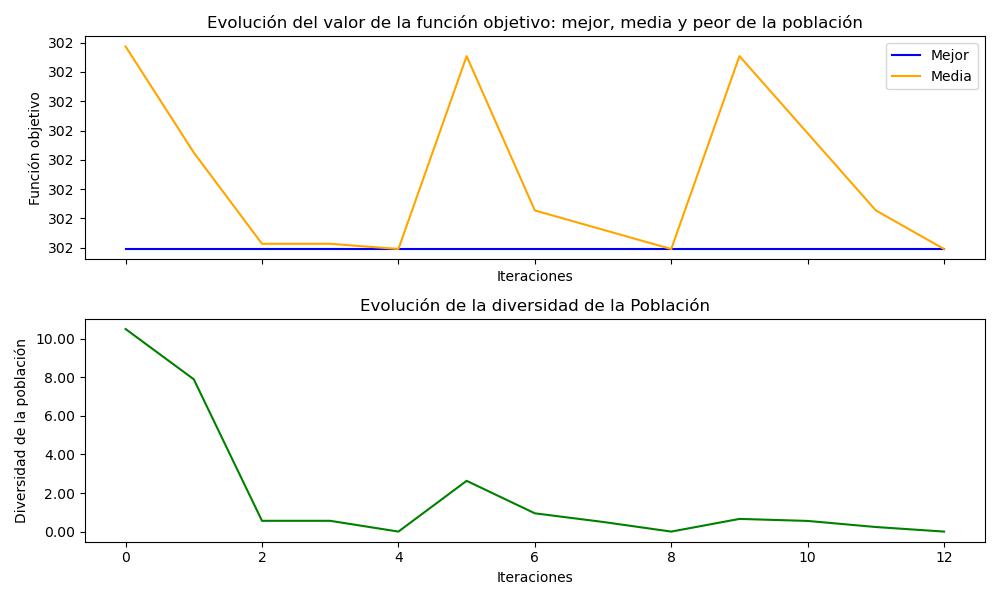 Evolución del valor de la función objetivo: mejor, media y peor de la población
302
302
302
302
302
302
302
302
Función objetivo
Mejor
Media
Iteraciones
Evolución de la diversidad de la Población
10.00
8.00
6.00
4.00
2.00
0.00
Diversidad de la población
0 2 4 6 8 10 12
Iteraciones